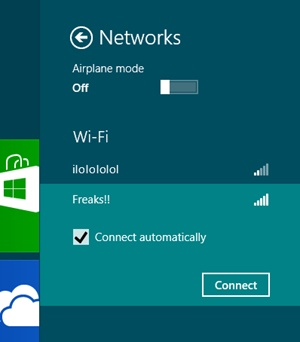 Networks
Airplane mode
Off
Wi-Fi
ilolololol
Freaks!!
Connect automatically
Connect